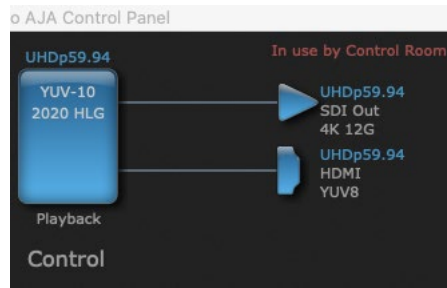 o AJA Control Panel
In use by Control Room
UHDp59.94
YUV-10
2020 HLG
UHDp59.94
SDI Out
4K 12G
UHDp59.94
HDMI
YUV8
Playback
Control